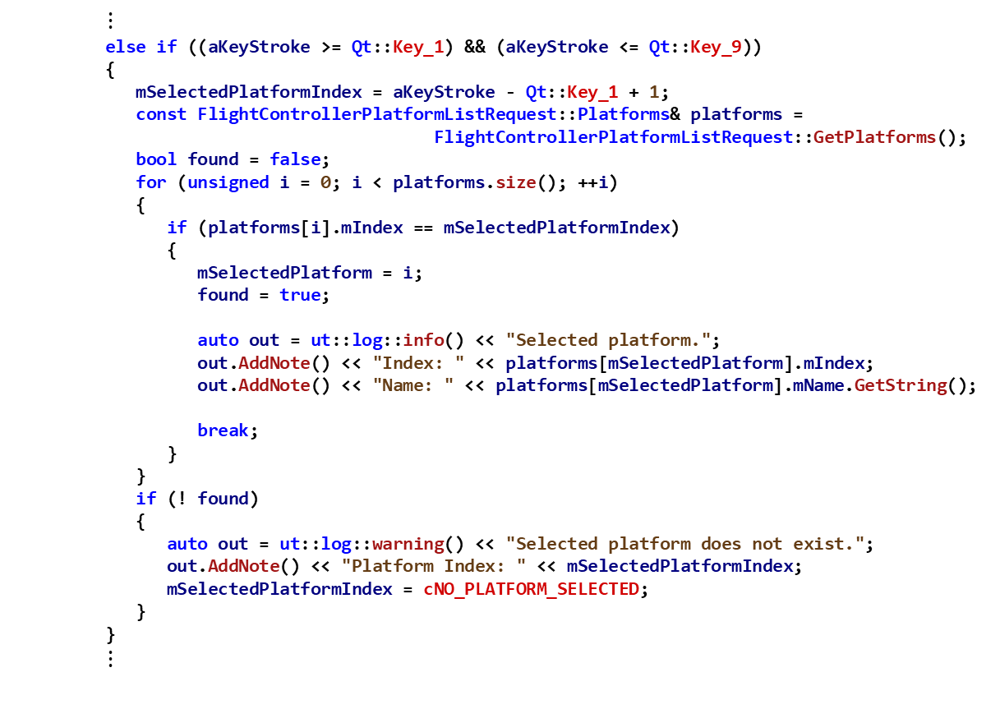 ⋮
else if ((aKeyStroke >= Qt::Key_1) && (aKeyStroke <= Qt::Key_9))
{
   mSelectedPlatformIndex = aKeyStroke - Qt::Key_1 + 1;
   const FlightControllerPlatformListRequest::Platforms& platforms =
                                FlightControllerPlatformListRequest::GetPlatforms();
   bool found = false;
   for (unsigned i = 0; i < platforms.size(); ++i)
   {
      if (platforms[i].mIndex == mSelectedPlatformIndex)
      {
         mSelectedPlatform = i;
         found = true;

         auto out = ut::log::info() << "Selected platform.";
         out.AddNote() << "Index: " << platforms[mSelectedPlatform].mIndex;
         out.AddNote() << "Name: " << platforms[mSelectedPlatform].mName.GetString();

         break;
      }
   }
   if (! found)
   {
      auto out = ut::log::warning() << "Selected platform does not exist.";
      out.AddNote() << "Platform Index: " << mSelectedPlatformIndex;
      mSelectedPlatformIndex = cNO_PLATFORM_SELECTED;
   }
}
⋮